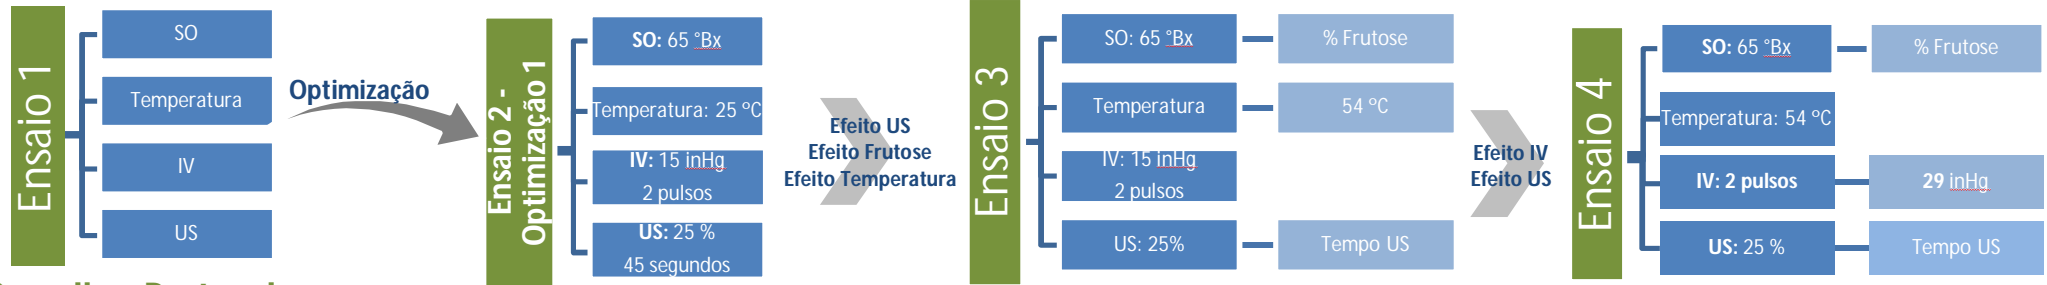 Ensaio 1
SO
Temperatura
IV
US
Optimização
Ensaio 2 -
Optimização 1
SO: 65 °Bx
Temperatura: 25 ºC
IV: 15 inHg
2 pulsos
US: 25 %
45 segundos
Efeito US
Efeito Frutose
Efeito Temperatura
Ensaio 3
SO: 65 °Bx
% Frutose
Temperatura
54 ºC
IV: 15 inHg
2 pulsos
US: 25%
Tempo US
Efeito IV
Efeito US
Ensaio 4
SO: 65 °Bx
% Frutose
Temperatura: 54 ºC
IV: 2 pulsos
29 inHg
US: 25 %
Tempo US